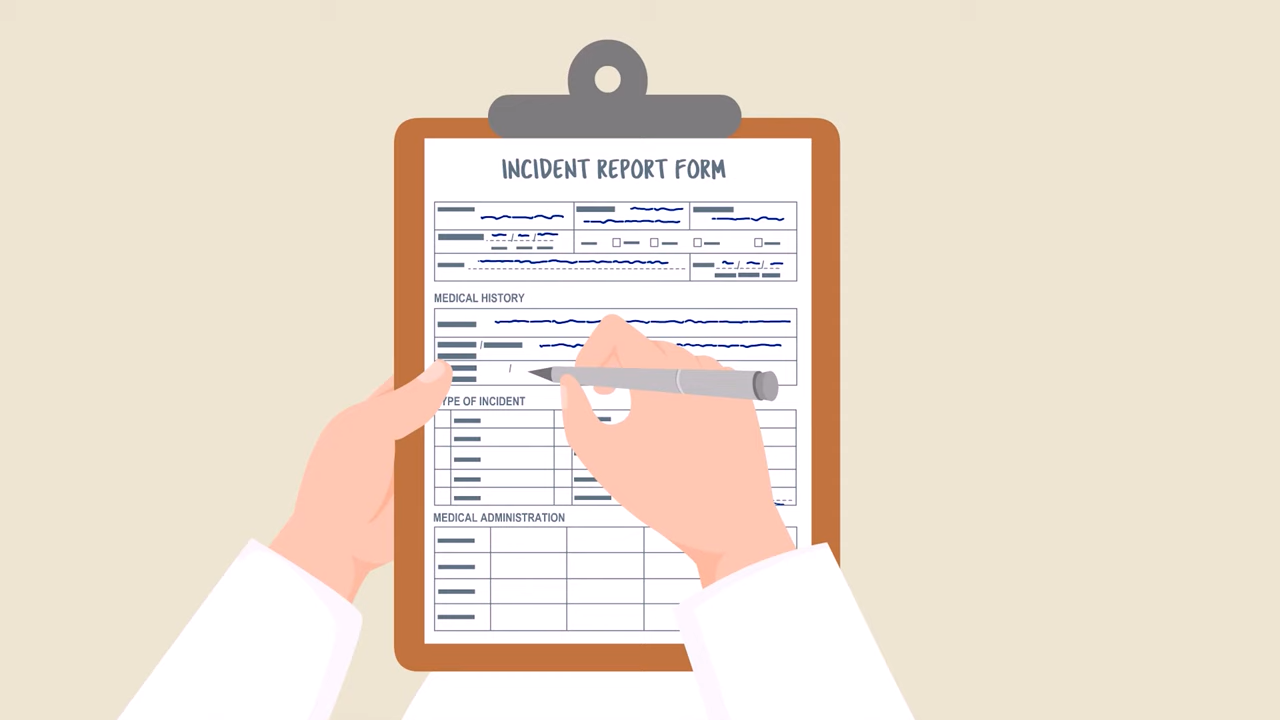 INCIDENT REPORT FORM
MEDICAL HISTORY
YPE OF INCIDENT
MEDICAL ADMINISTRATION